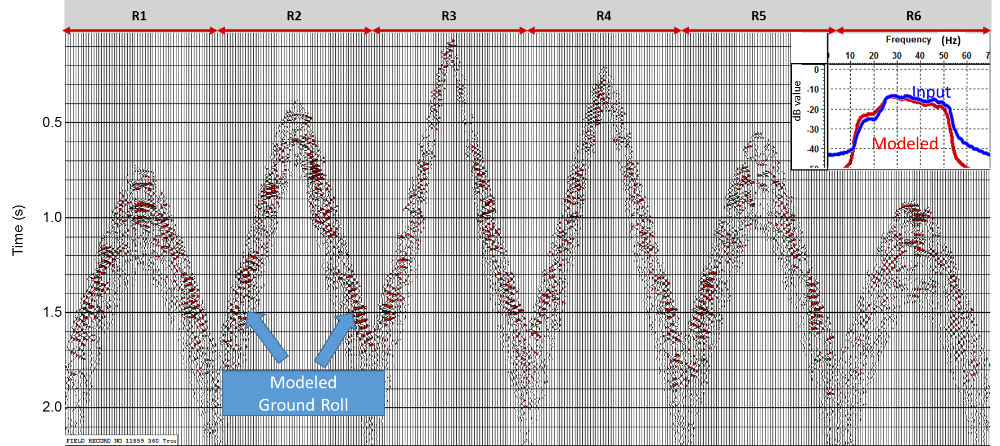 R1 R2 R3 R4 R5 R6
Frequency (Hz)
10 20 30 40 50 60 7
dB value
0
-10
-20
-30
-40
Input
Modeled
Time (s)
0.5
1.0
1.5
2.0
Modeled
Ground Roll
FIELD RECORD NO 11859 360